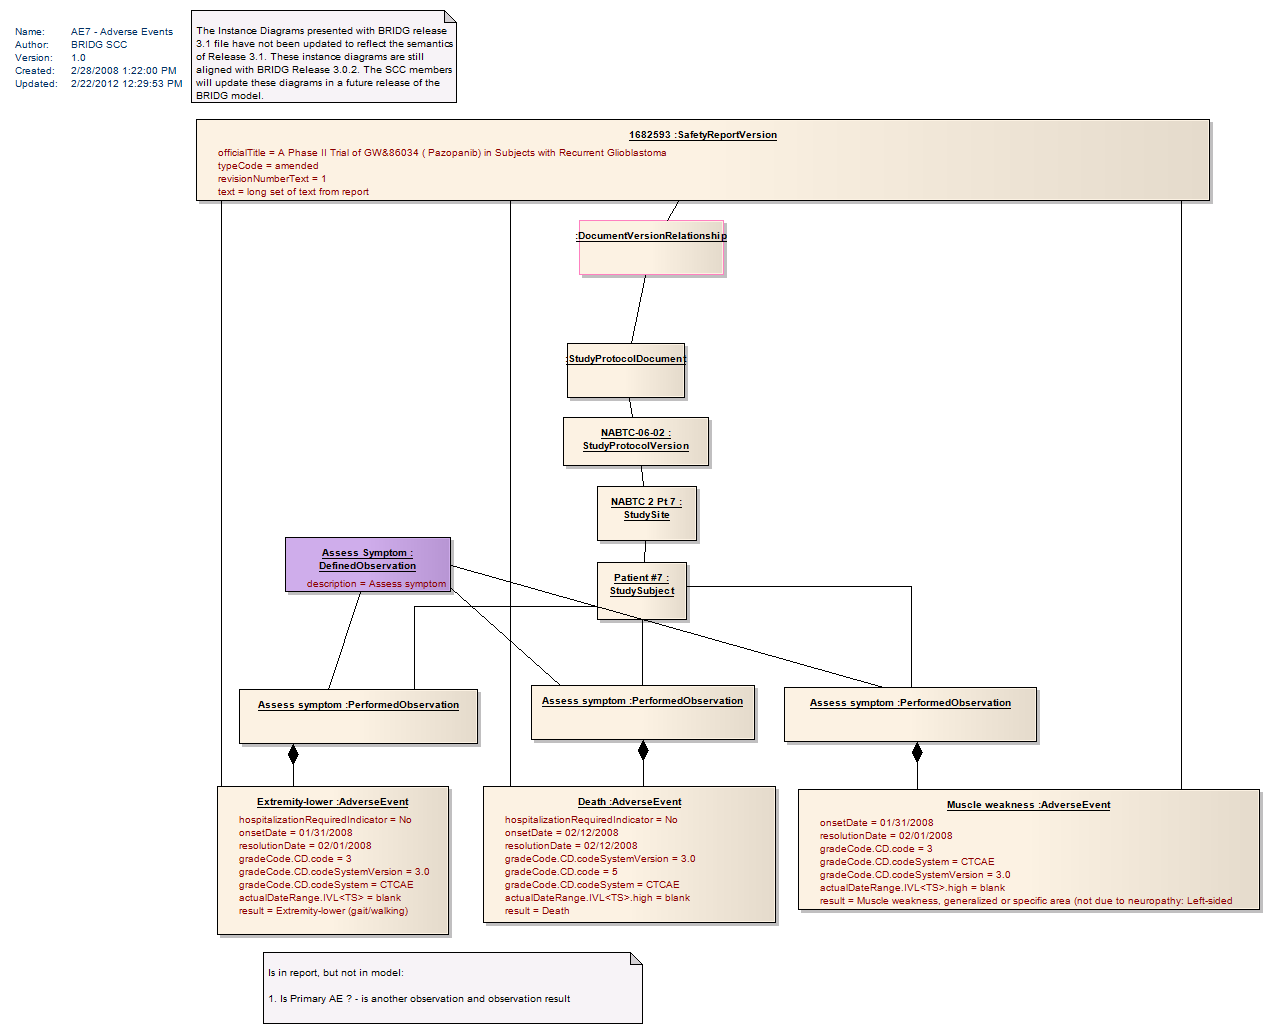 Name: AE7 - Adverse Events
Author: BRIDG SCC
Version: 1.0
Created: 2/28/2008 1:22:00 PM
Updated: 2/22/2012 12:29:53 PM
The Instance Diagrams presented with BRIDG release
3.1 file have not been updated to reflect the semantics
of Release 3.1. These instance diagrams are still
aligned with BRIDG Release 3.0.2. The SCC members
will update these diagrams in a future release of the
BRIDG model.
1682593 :SafetyReportVersion
officialTitle = A Phase II Trial of GW&86034 ( Pazopanib) in Subjects with Recurrent Glioblastoma
typeCode = amended
revisionNumberText = 1
text = long set of text from report
:DocumentVersionRelationship
:StudyProtocolDocument
NABTC-06-02 :
StudyProtocolVersion
NABTC 2 Pt 7 :
StudySite
Assess Symptom :
DefinedObservation
description = Assess symptom
Patient #7 :
StudySubject
Assess symptom :PerformedObservation
Assess symptom :PerformedObservation
Assess symptom :PerformedObservation
Extremity-lower :AdverseEvent
hospitalizationRequiredIndicator = No
onsetDate = 01/31/2008
resolutionDate = 02/01/2008
gradeCode.CD.code = 3
gradeCode.CD.codeSystemVersion = 3.0
gradeCode.CD.codeSystem = CTCAE
actualDateRange.IVL<TS> = blank
result = Extremity-lower (gait/walking)
Death :AdverseEvent
hospitalizationRequiredIndicator = No
onsetDate = 02/12/2008
resolutionDate = 02/12/2008
gradeCode.CD.codeSystemVersion = 3.0
gradeCode.CD.code = 5
gradeCode.CD.codeSystem = CTCAE
actualDateRange.IVL<TS>.high = blank
result = Death
Muscle weakness :AdverseEvent
onsetDate = 01/31/2008
resolutionDate = 02/01/2008
gradeCode.CD.code = 3
gradeCode.CD.codeSystem = CTCAE
gradeCode.CD.codeSystemVersion = 3.0
actualDateRange.IVL<TS>.high = blank
result = Muscle weakness, generalized or specific area (not due to neuropathy: Left-sided
Is in report, but not in model:
1. Is Primary AE ? - is another observation and observation result